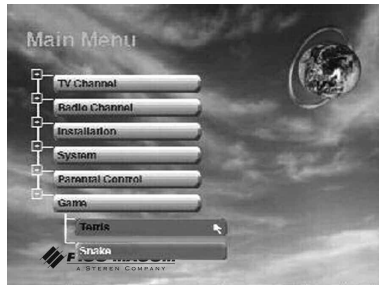 Main Menu
TV Channel
Radio Channel
Installation
System
Parental Control
Game
Tetris
Snake
A STEREN COMPANY